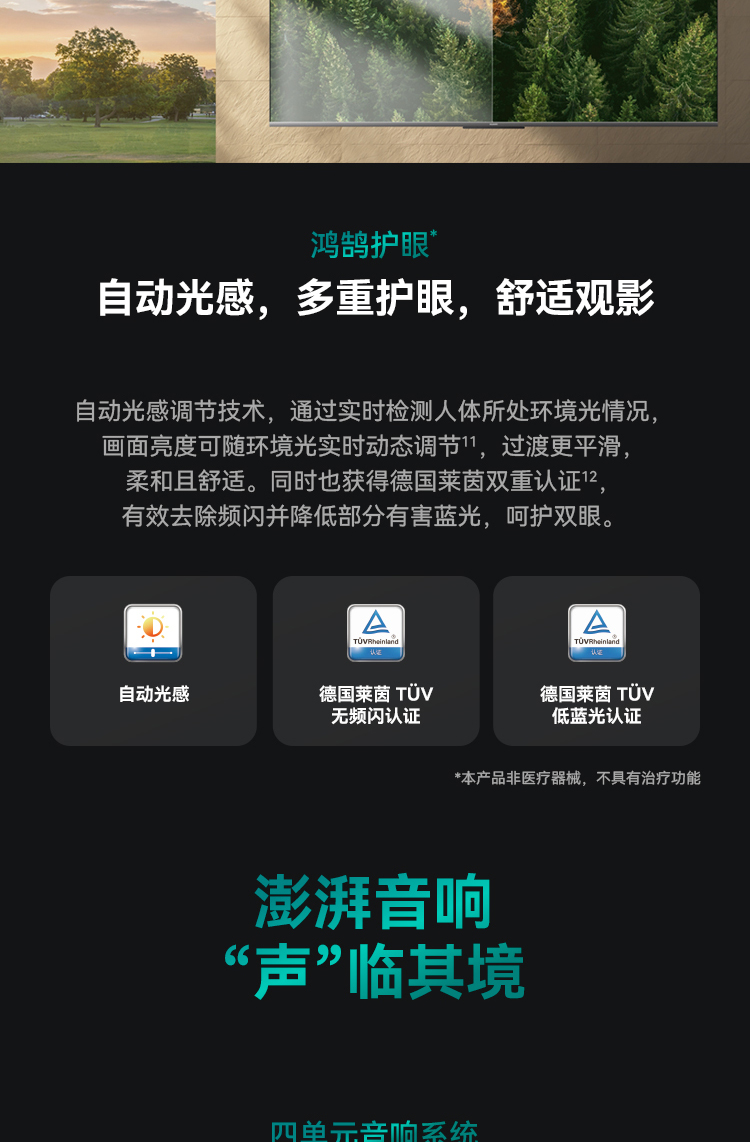 鸿鹄护眼*
自动光感，多重护眼，舒适观影
自动光感调节技术，通过实时检测人体所处环境光情况，
画面亮度可随环境光实时动态调节11，过渡更平滑，
柔和且舒适。同时也获得德国莱茵双重认证12，
有效去除频闪并降低部分有害蓝光，呵护双眼。
自动光感
TÜVRheinland®
认证
德国莱茵 TÜV
无频闪认证
TÜVRheinland®
认证
德国莱茵 TÜV
低蓝光认证
*本产品非医疗器械，不具有治疗功能
澎湃音响
“声”临其境
四单元音响系统